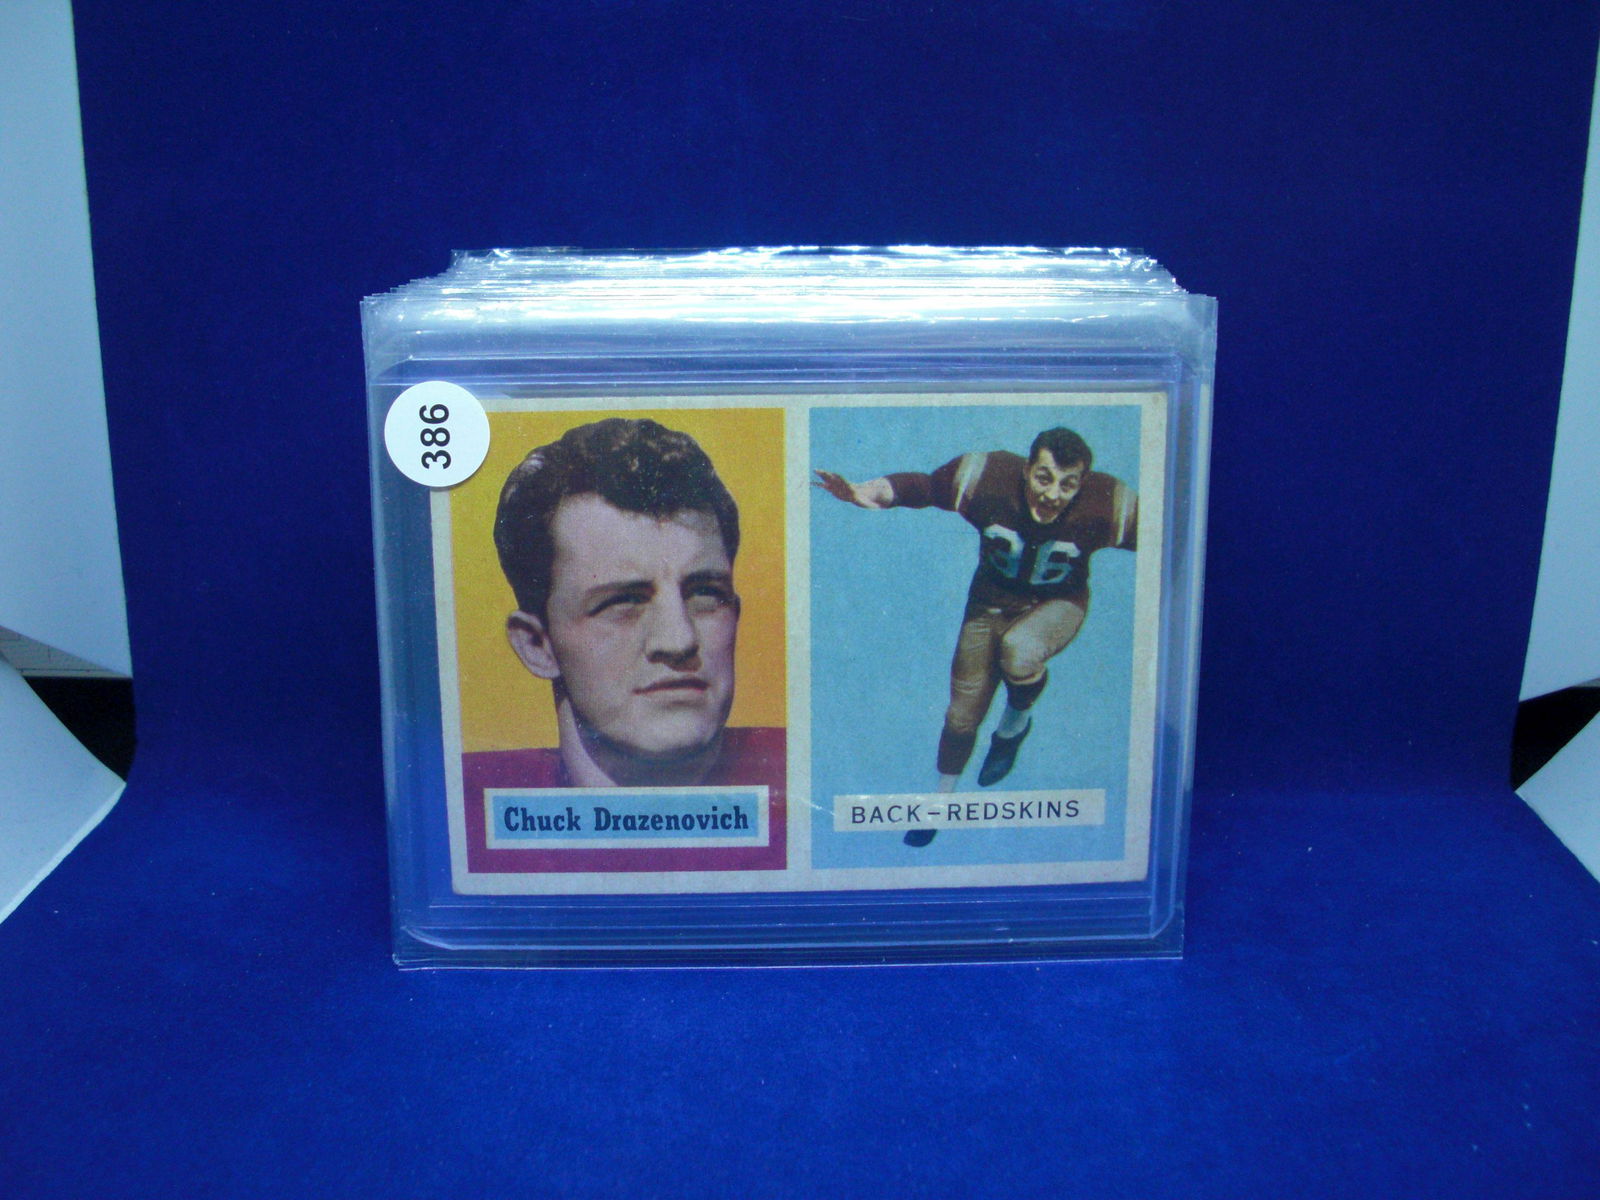 386
Chuck Drazenovich
36
BACK-REDSKINS